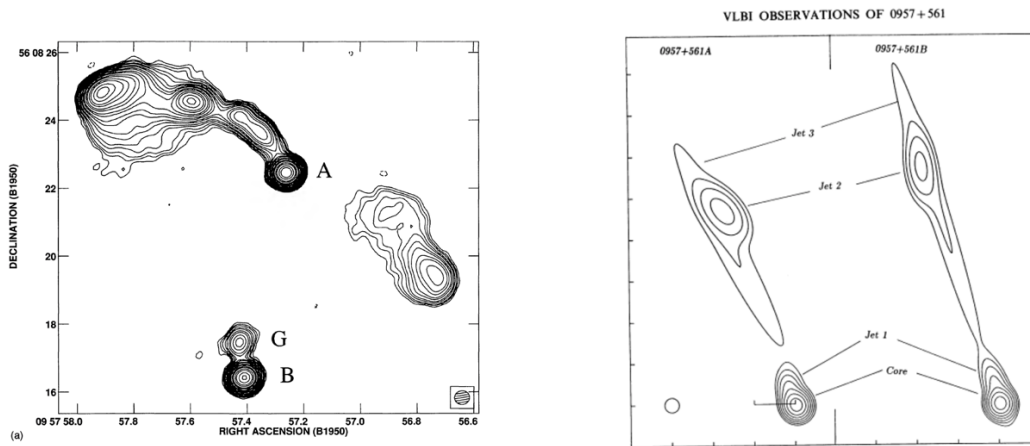 56 08 26
24
22
20
18
16
DECLINATION (B1950)
A
G
B
09 57 58.0
57.8
57.6
57.4
57.2
57.0
56.8
56.6
RIGHT ASCENSION (B1950)
(a)
VLBI OBSERVATIONS OF 0957+561
0957+561A
0957+561B
Jet 3
Jet 2
Jet 1
Core